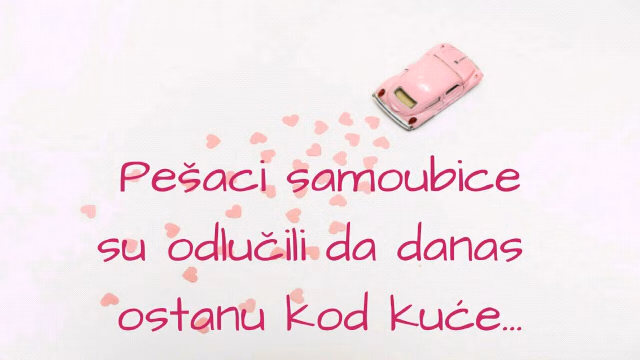 Pešaci samoubice
su odlučili da danas
ostanu kod kuće...